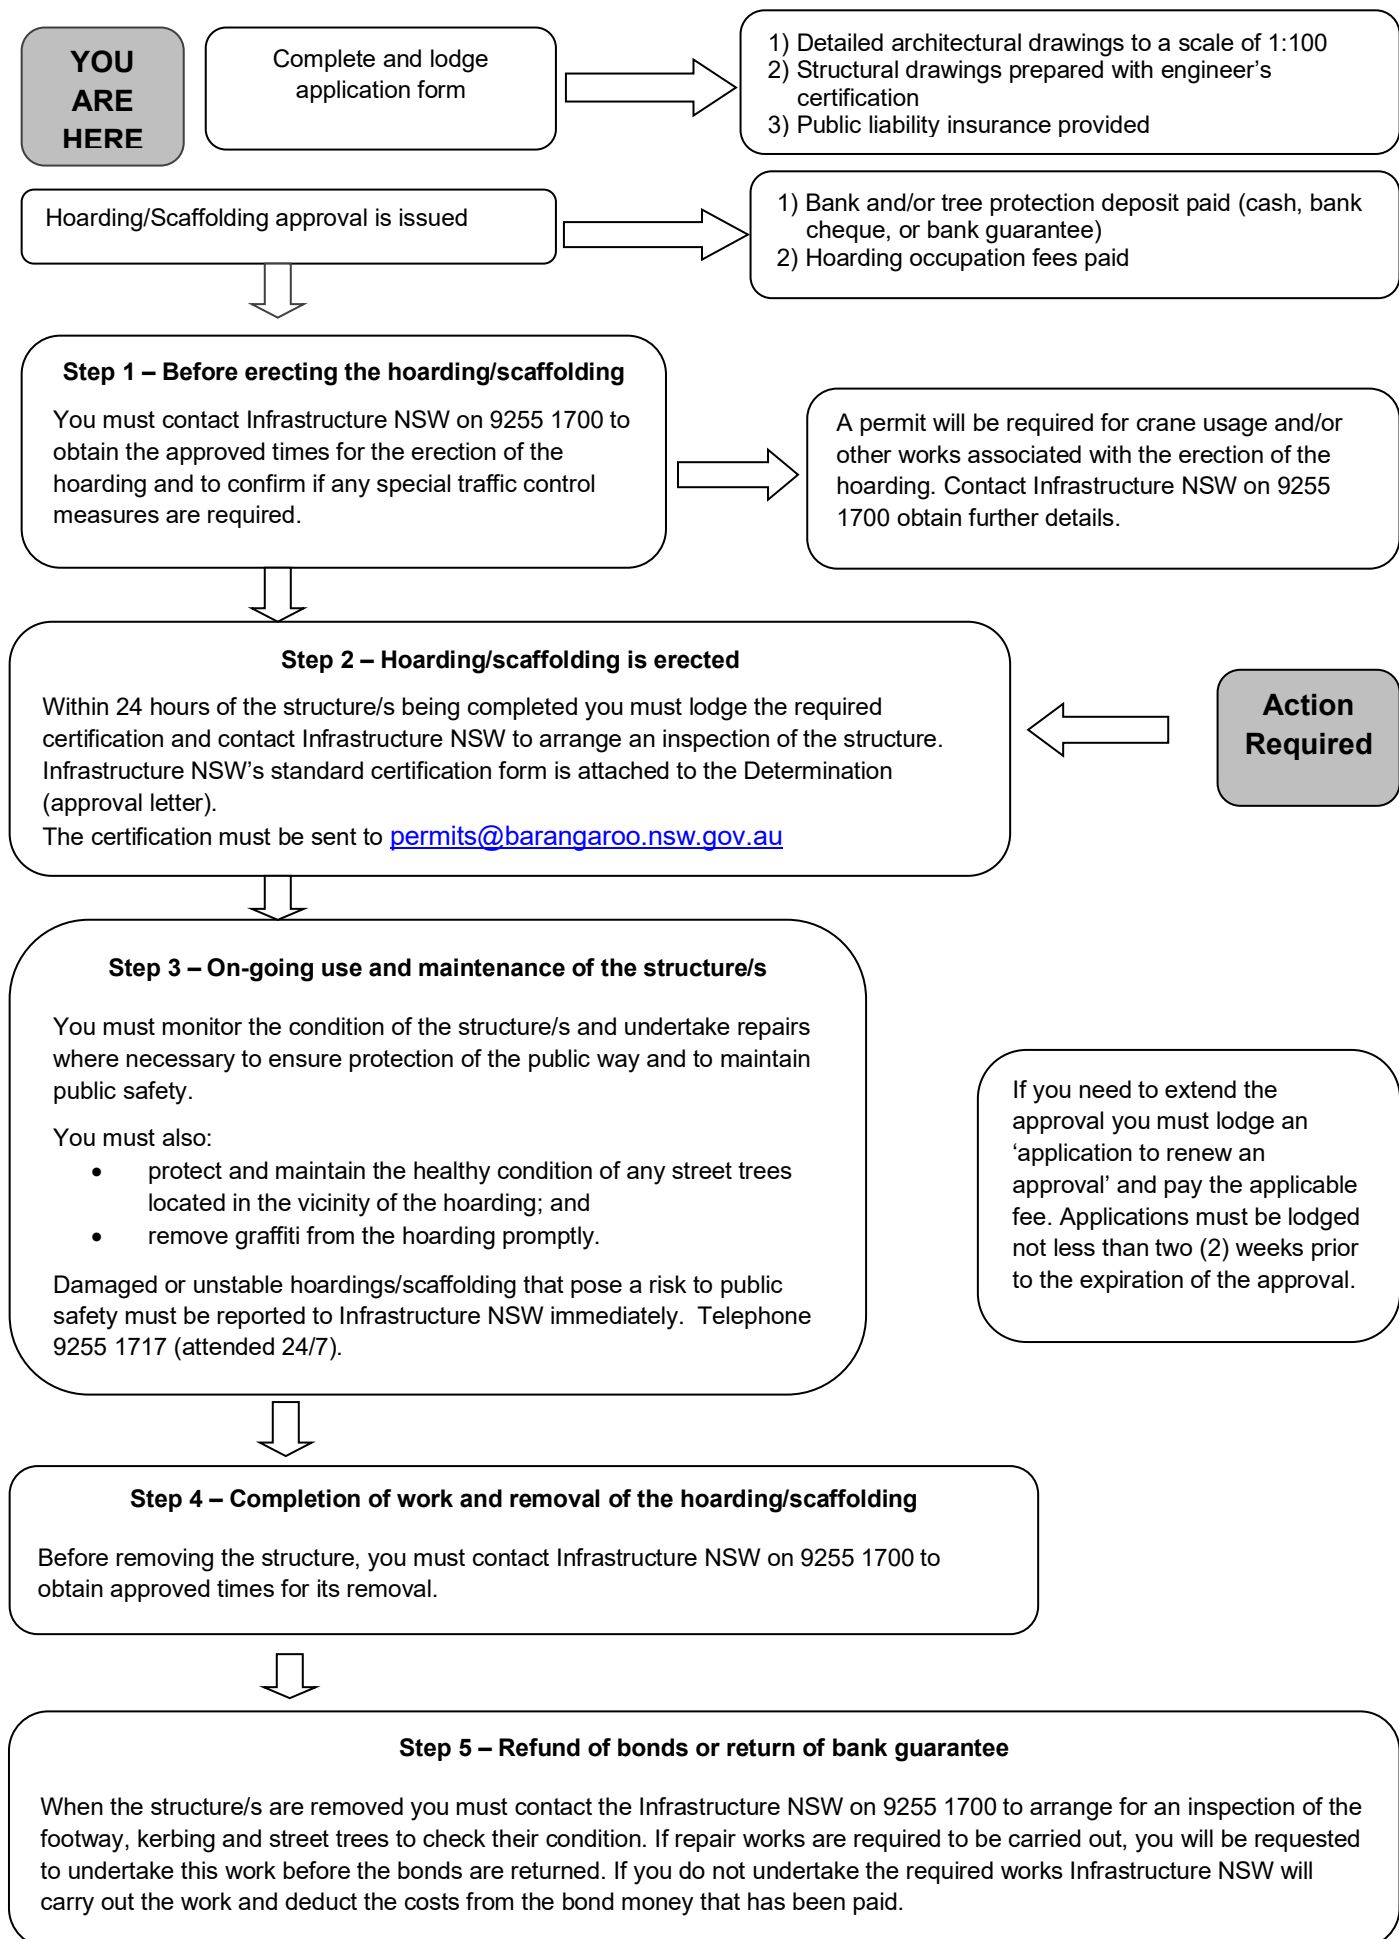 YOU
ARE
HERE
Complete and lodge
application form
1) Detailed architectural drawings to a scale of 1:100
2) Structural drawings prepared with engineer’s
certification
3) Public liability insurance provided
Hoarding/Scaffolding approval is issued
1) Bank and/or tree protection deposit paid (cash, bank
cheque, or bank guarantee)
2) Hoarding occupation fees paid
Step 1 – Before erecting the hoarding/scaffolding
You must contact Infrastructure NSW on 9255 1700 to
obtain the approved times for the erection of the
hoarding and to confirm if any special traffic control
measures are required.
A permit will be required for crane usage and/or
other works associated with the erection of the
hoarding. Contact Infrastructure NSW on 9255
1700 obtain further details.
Step 2 – Hoarding/scaffolding is erected
Within 24 hours of the structure/s being completed you must lodge the required
certification and contact Infrastructure NSW to arrange an inspection of the structure.
Infrastructure NSW’s standard certification form is attached to the Determination
(approval letter).
The certification must be sent to permits@barangaroo.nsw.gov.au
Action
Required
Step 3 – On-going use and maintenance of the structure/s
You must monitor the condition of the structure/s and undertake repairs
where necessary to ensure protection of the public way and to maintain
public safety.
You must also:
• protect and maintain the healthy condition of any street trees
located in the vicinity of the hoarding; and
• remove graffiti from the hoarding promptly.
Damaged or unstable hoardings/scaffolding that pose a risk to public
safety must be reported to Infrastructure NSW immediately. Telephone
9255 1717 (attended 24/7).
If you need to extend the
approval you must lodge an
‘application to renew an
approval’ and pay the applicable
fee. Applications must be lodged
not less than two (2) weeks prior
to the expiration of the approval.
Step 4 – Completion of work and removal of the hoarding/scaffolding
Before removing the structure, you must contact Infrastructure NSW on 9255 1700 to
obtain approved times for its removal.
Step 5 – Refund of bonds or return of bank guarantee
When the structure/s are removed you must contact the Infrastructure NSW on 9255 1700 to arrange for an inspection of the
footway, kerbing and street trees to check their condition. If repair works are required to be carried out, you will be requested
to undertake this work before the bonds are returned. If you do not undertake the required works Infrastructure NSW will
carry out the work and deduct the costs from the bond money that has been paid.